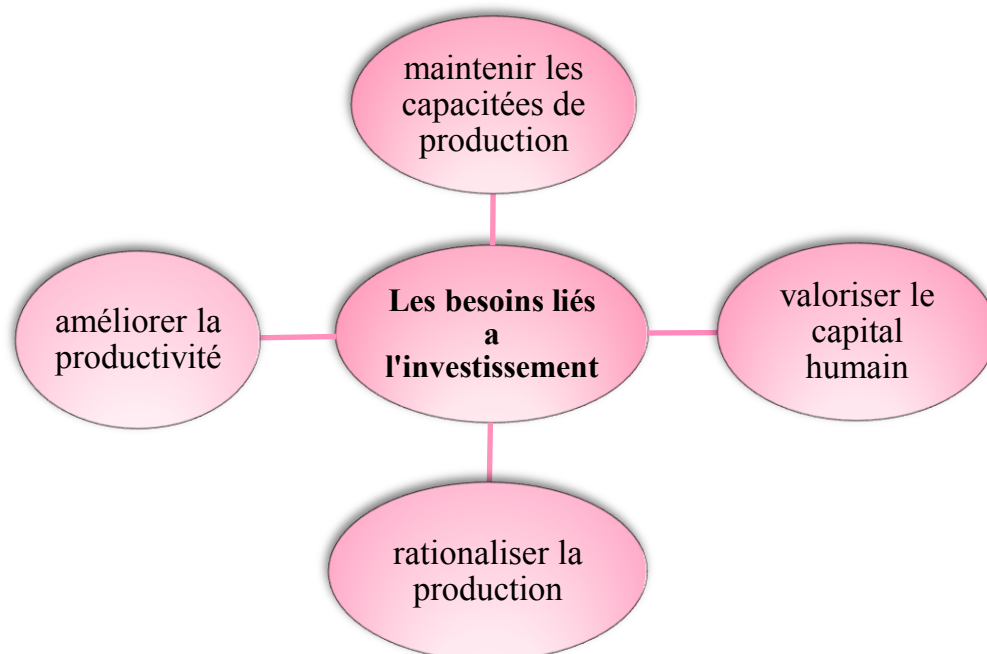 maintenir les
capacitées de
production
améliorer la
productivité
Les besoins liés
a
l'investissement
valoriser le
capital
humain
rationaliser la
production